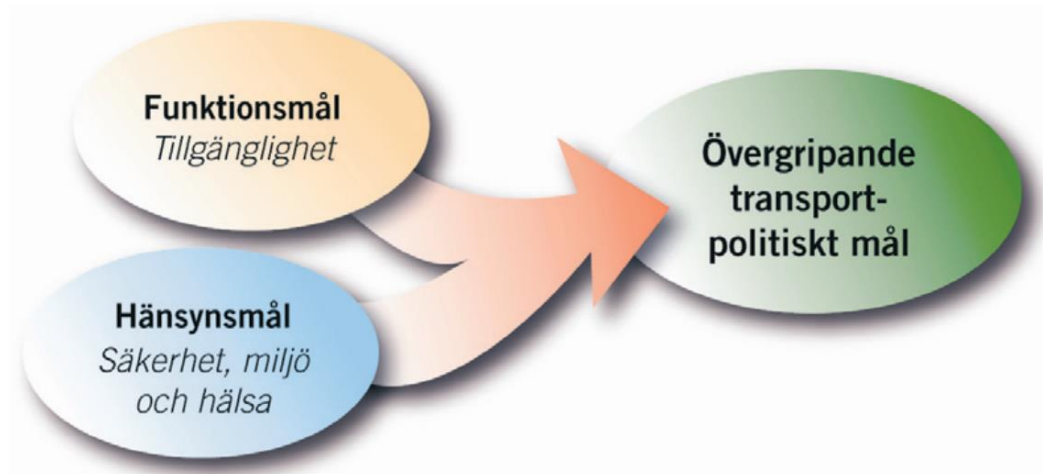 Funktionsmål
Tillgänglighet
Hänsynsmål
Säkerhet, miljö
och hälsa
Övergripande
transport-
politiskt mål